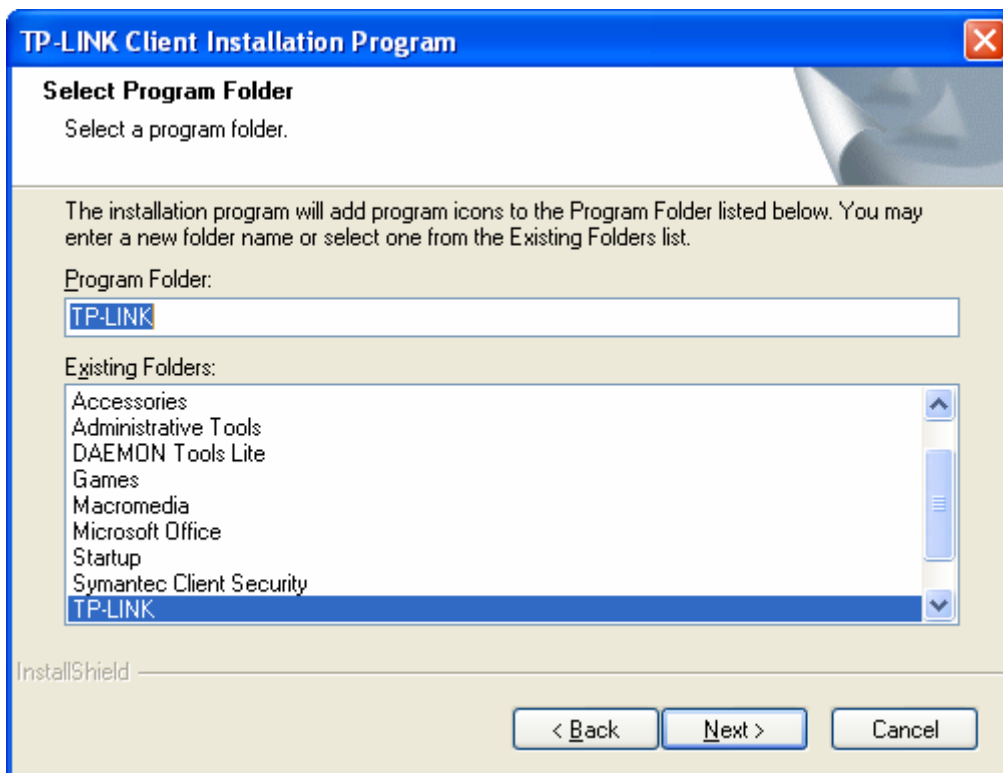 TP-LINK Client Installation Program
Select Program Folder
Select a program folder.
The installation program will add program icons to the Program Folder listed below. You may
enter a new folder name or select one from the Existing Folders list.
Program Folder:
TP-LINK
Existing Folders:
Accessories
Administrative Tools
DAEMON Tools Lite
Games
Macromedia
Microsoft Office
Startup
Symantec Client Security
TP-LINK
InstallShield
< Back
Next >
Cancel